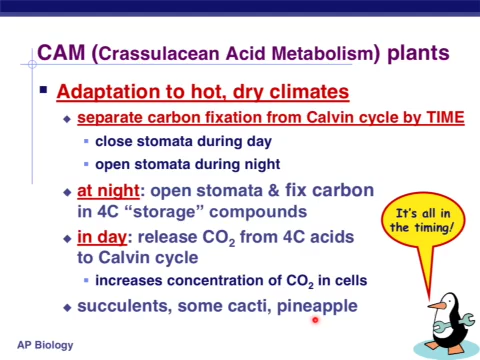 CAM (Crassulacean Acid Metabolism) plants
▪ Adaptation to hot, dry climates
◆ separate carbon fixation from Calvin cycle by TIME
▪ close stomata during day
▪ open stomata during night
◆ at night: open stomata & fix carbon
in 4C “storage” compounds
◆ in day: release CO₂ from 4C acids
to Calvin cycle
▪ increases concentration of CO₂ in cells
◆ succulents, some cacti, pineapple
It’s all in
the timing!
AP Biology